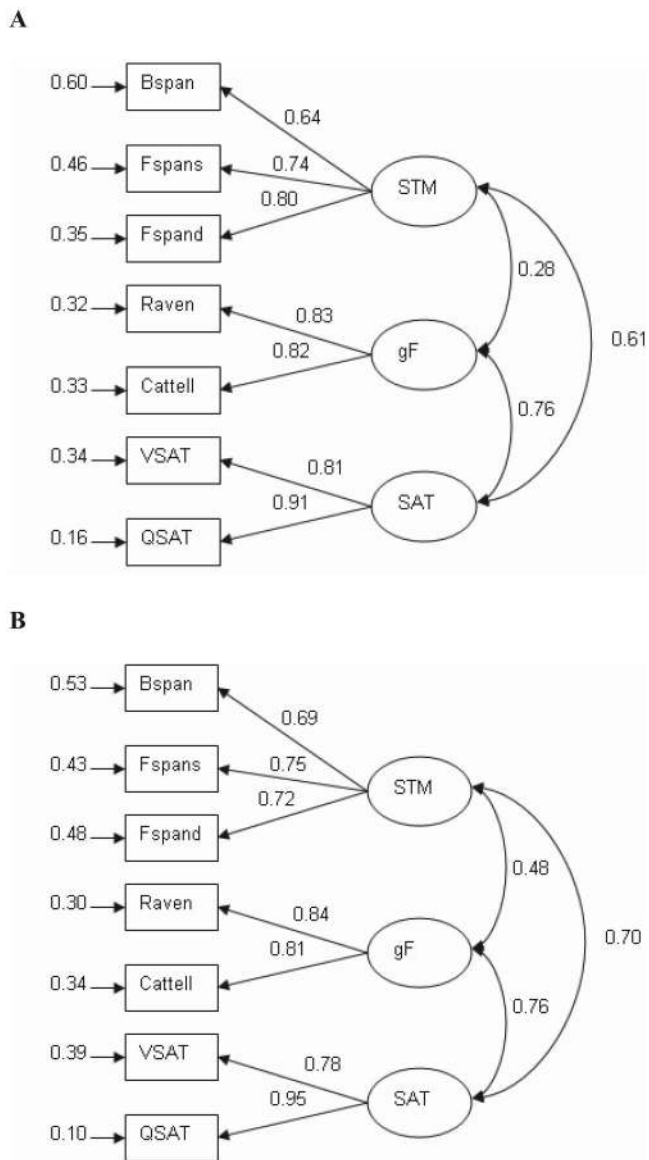 A
0.60 Bspan
0.64
0.46 Fspans 0.74 STM
0.80
0.35 Fspand
0.28
0.32 Raven 0.83
gF 0.61
0.82
0.33 Cattell
0.76
0.34 VSAT 0.81
0.91 SAT
0.16 QSAT
B
0.53 Bspan
0.69
0.43 Fspans 0.75 STM
0.72
0.48 Fspand
0.48
0.30 Raven 0.84
0.70
0.81 gF
0.34 Cattell
0.76
0.39 VSAT 0.78
0.95 SAT
0.10 QSAT